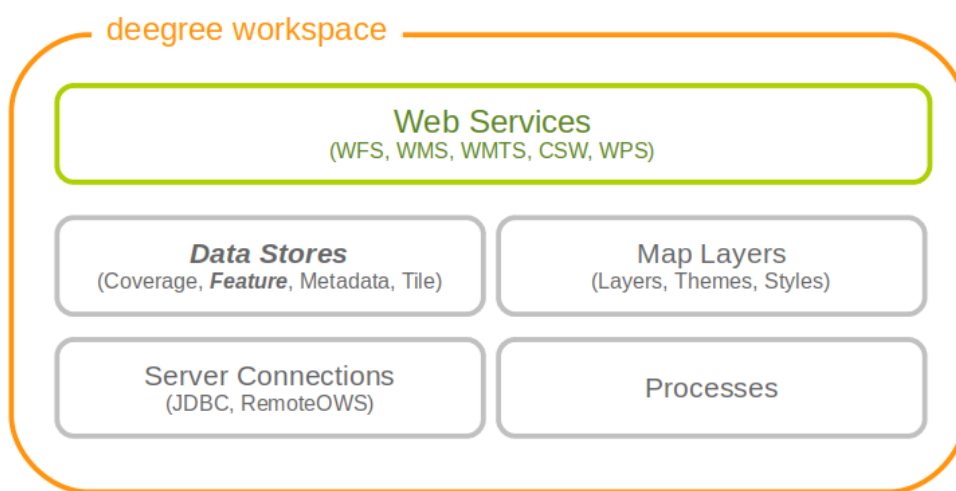 deegree workspace
Web Services
(WFS, WMS, WMTS, CSW, WPS)
Data Stores
(Coverage, Feature, Metadata, Tile)
Map Layers
(Layers, Themes, Styles)
Server Connections
(JDBC, RemoteOWS)
Processes